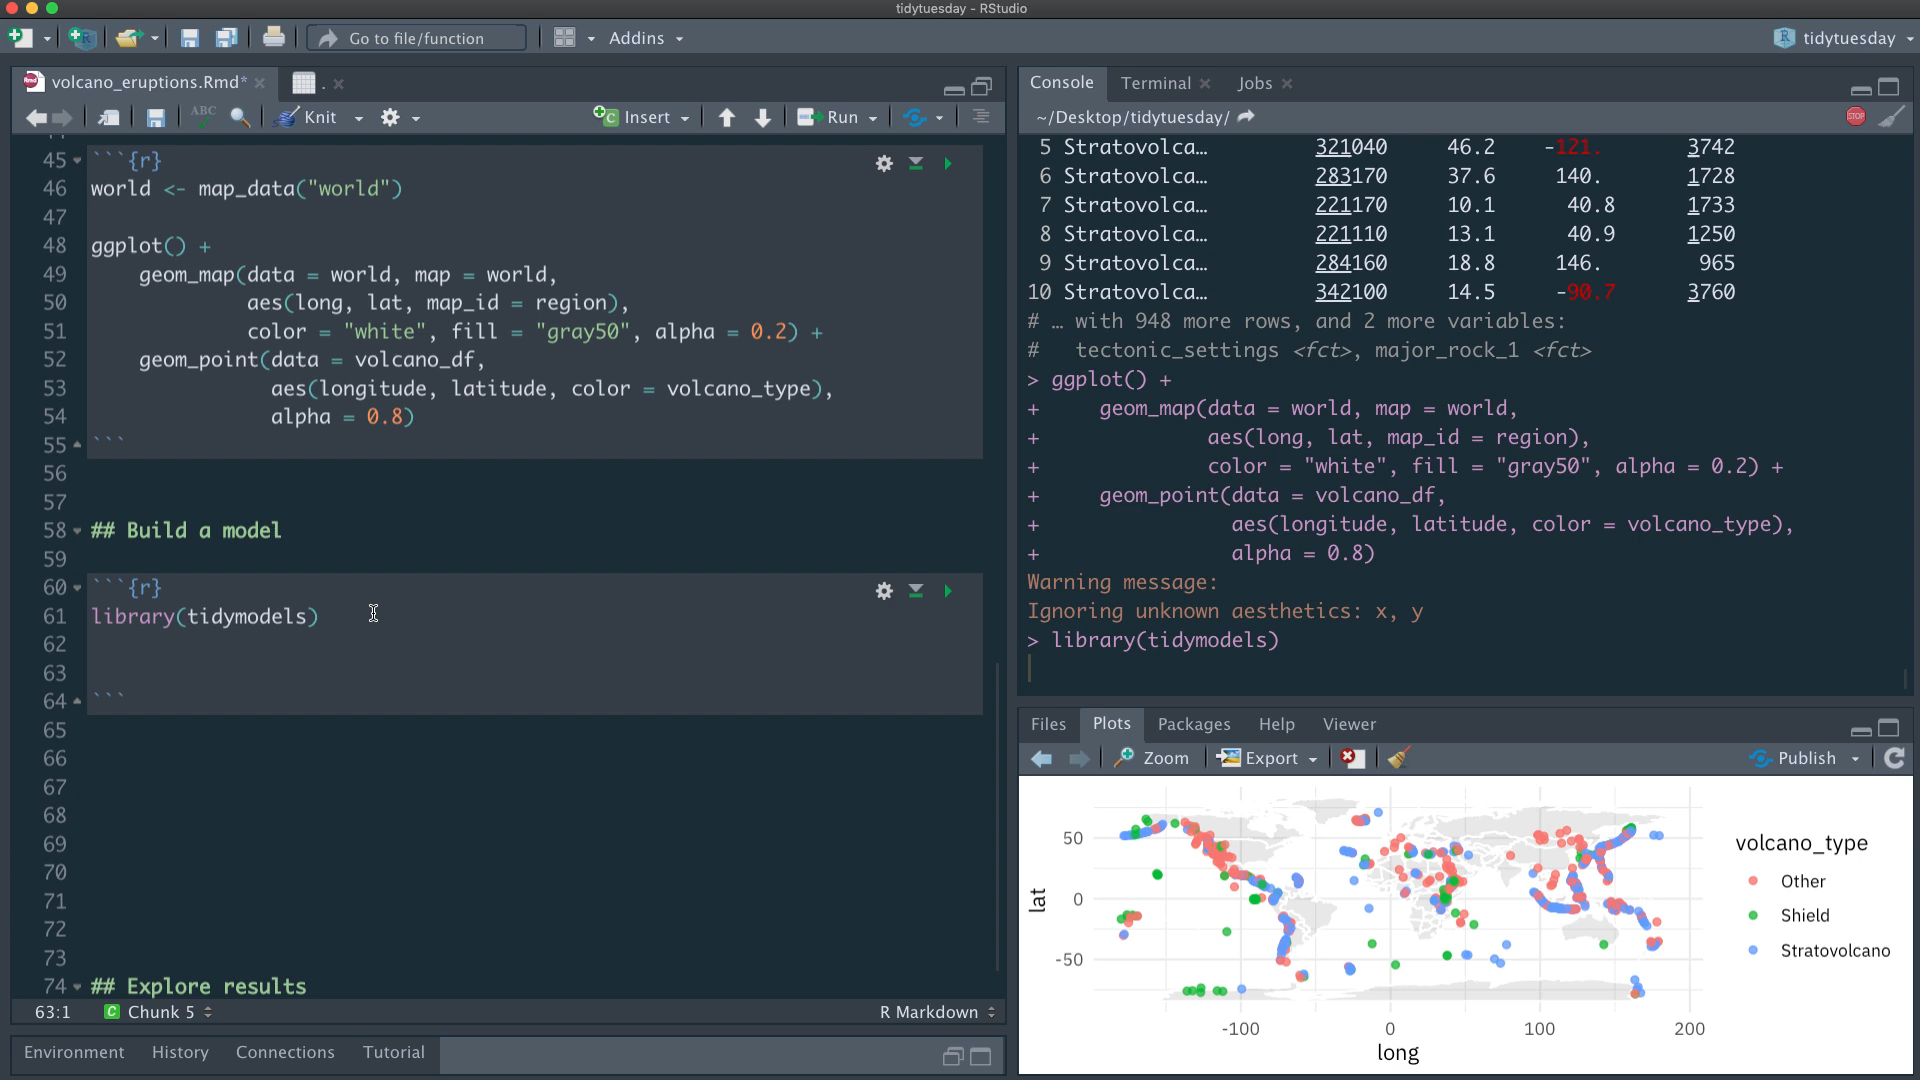 tidytuesday - RStudio
Go to file/function
Addins
tidytuesday
volcano_eruptions.Rmd*
.
ABC
Knit
Insert
Run
45 ```{r}
46 world <- map_data("world")
47
48 ggplot() +
49 geom_map(data = world, map = world,
50 aes(long, lat, map_id = region),
51 color = "white", fill = "gray50", alpha = 0.2) +
52 geom_point(data = volcano_df,
53 aes(longitude, latitude, color = volcano_type),
54 alpha = 0.8)
55 ```
56
57
58 ## Build a model
59
60 ```{r}
61 library(tidymodels)
62
63
64 ```
65
66
67
68
69
70
71
72
73
74 ## Explore results
63:1
C Chunk 5
R Markdown
Environment History Connections Tutorial
Console Terminal Jobs
~/Desktop/tidytuesday/
STOP
5 Stratovolca… 321040 46.2 -121. 3742
6 Stratovolca… 283170 37.6 140. 1728
7 Stratovolca… 221170 10.1 40.8 1733
8 Stratovolca… 221110 13.1 40.9 1250
9 Stratovolca… 284160 18.8 146. 965
10 Stratovolca… 342100 14.5 -90.7 3760
# … with 948 more rows, and 2 more variables:
# tectonic_settings <fct>, major_rock_1 <fct>
> ggplot() +
+ geom_map(data = world, map = world,
+ aes(long, lat, map_id = region),
+ color = "white", fill = "gray50", alpha = 0.2) +
+ geom_point(data = volcano_df,
+ aes(longitude, latitude, color = volcano_type),
+ alpha = 0.8)
Warning message:
Ignoring unknown aesthetics: x, y
> library(tidymodels)
Files Plots Packages Help Viewer
Zoom Export Publish
volcano_type
Other
Shield
Stratovolcano
50
0
-50
lat
-100 0 100 200
long